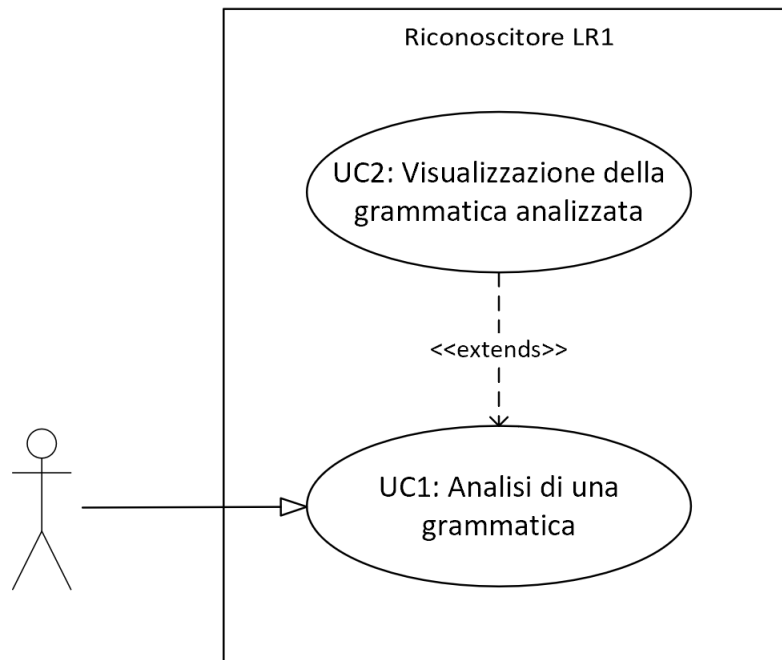 Riconoscitore LR1
UC2: Visualizzazione della
grammatica analizzata
<<extends>>
UC1: Analisi di una
grammatica